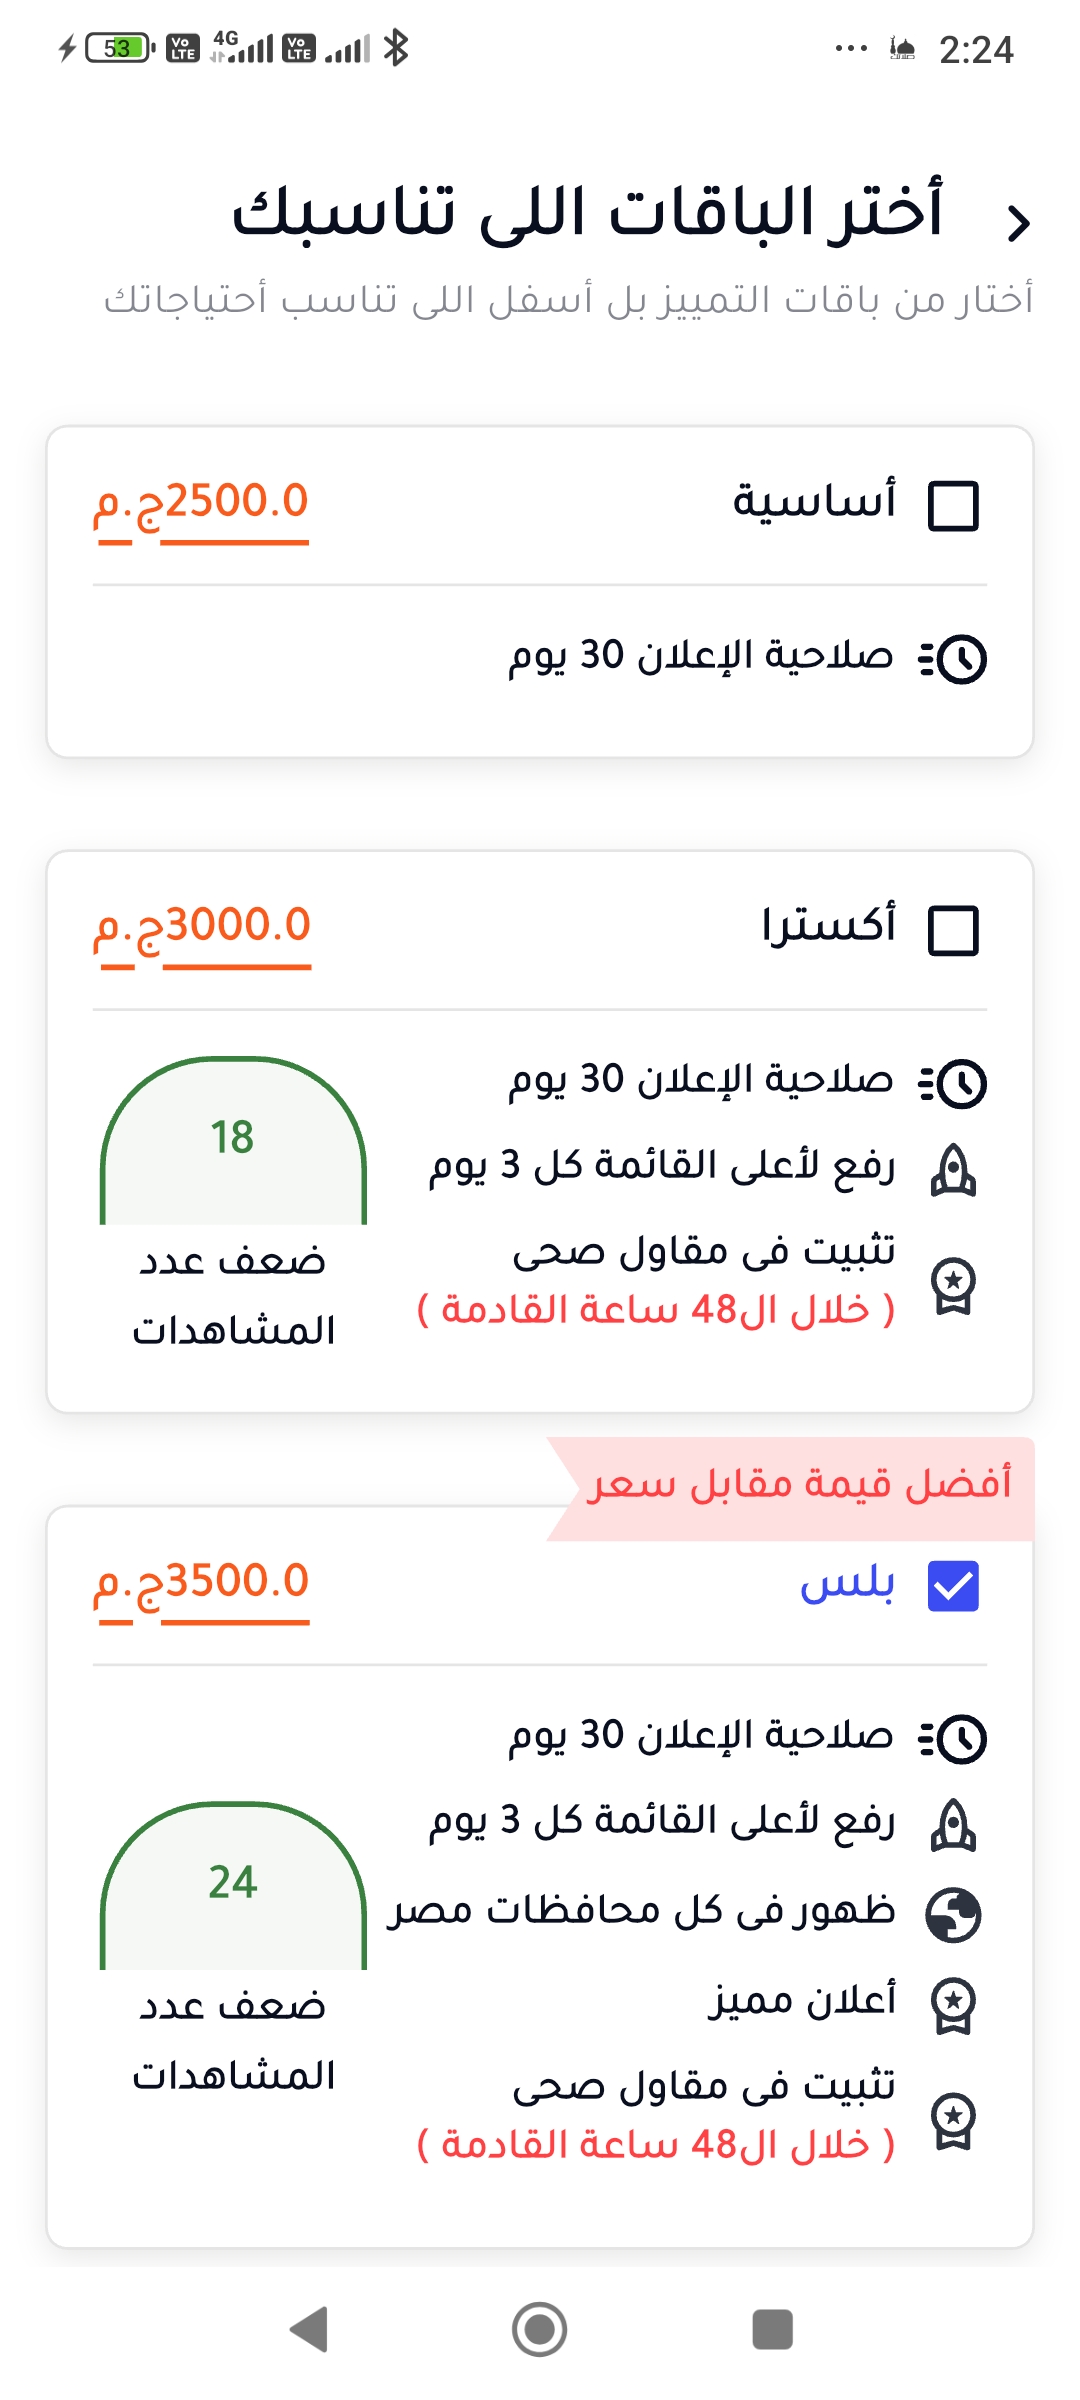 53 VoLTE 4G VoLTE ... 2:24
أختر الباقات اللى تناسبك
أختار من باقات التمييز بل أسفل اللى تناسب أحتياجاتك
أساسية
2500.0ج.م
صلاحية الإعلان 30 يوم
أكسترا
3000.0ج.م
صلاحية الإعلان 30 يوم
رفع لأعلى القائمة كل 3 يوم
تثبيت فى مقاول صحى
( خلال ال48 ساعة القادمة )
18
ضعف عدد
المشاهدات
أفضل قيمة مقابل سعر
بلس
3500.0ج.م
صلاحية الإعلان 30 يوم
رفع لأعلى القائمة كل 3 يوم
ظهور فى كل محافظات مصر
أعلان مميز
تثبيت فى مقاول صحى
( خلال ال48 ساعة القادمة )
24
ضعف عدد
المشاهدات